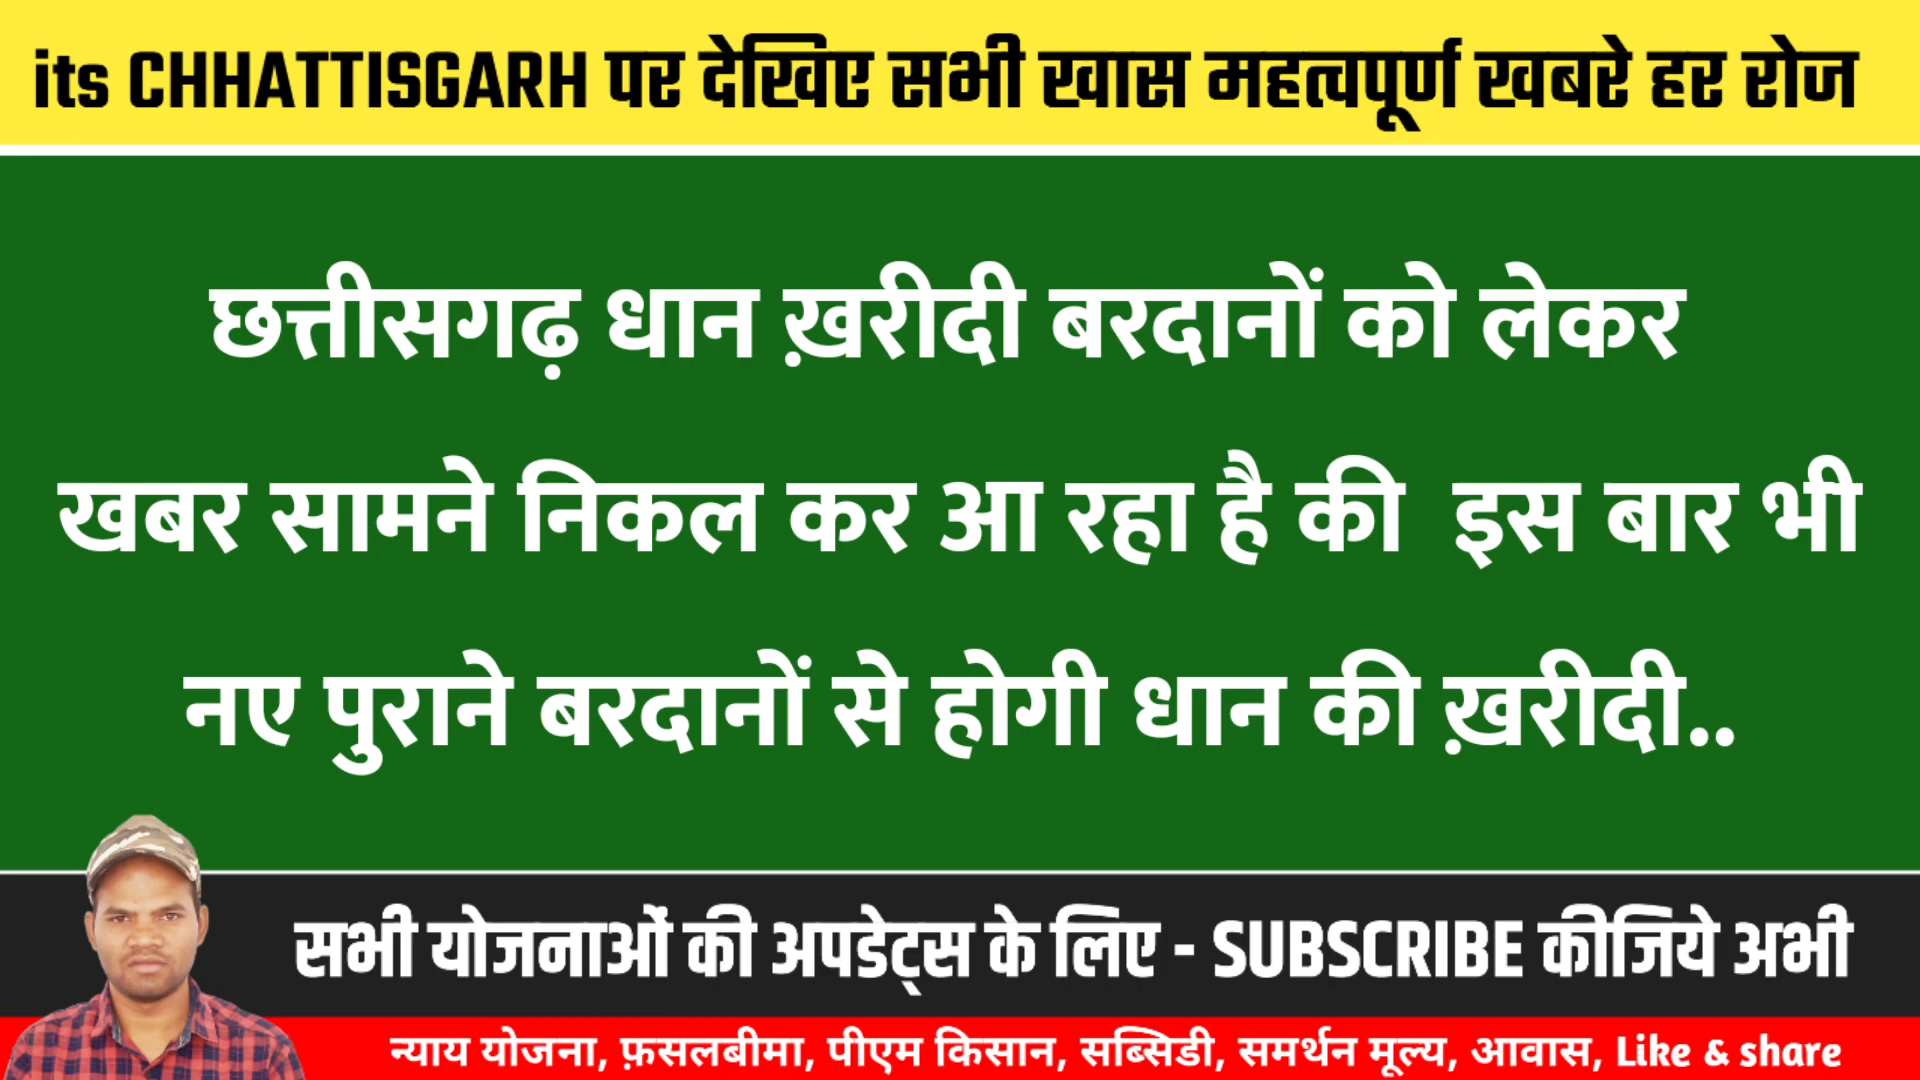 its CHHATTISGARH पर देखिए सभी खास महत्वपूर्ण खबरे हर रोज
छत्तीसगढ़ धान ख़रीदी बरदानों को लेकर
खबर सामने निकल कर आ रहा है की इस बार भी
नए पुराने बरदानों से होगी धान की ख़रीदी..
सभी योजनाओं की अपडेट्स के लिए - SUBSCRIBE कीजिये अभी
न्याय योजना, फ़सलबीमा, पीएम किसान, सब्सिडी, समर्थन मूल्य, आवास, Like & share